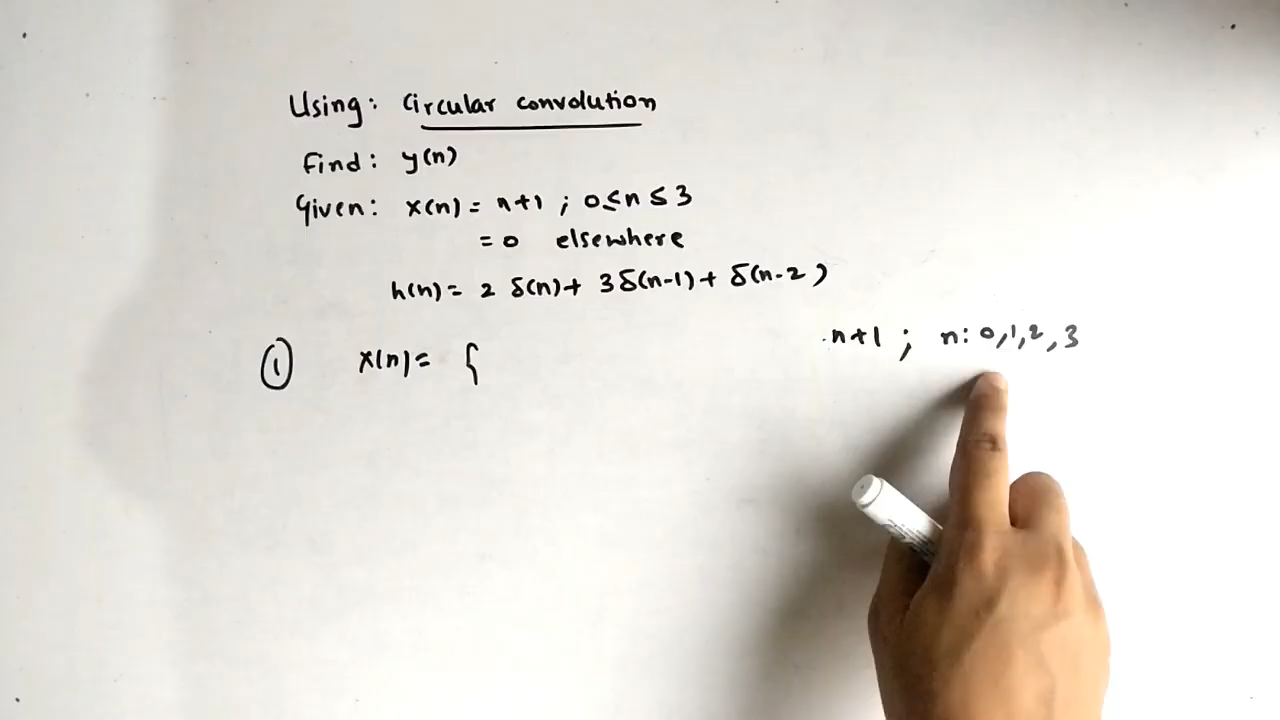 Using: Circular convolution
Find: y(n)
Given: x(n) = n+1 ; 0≤n≤3
=0 elsewhere
h(n) = 2 δ(n)+ 3δ(n-1)+ δ(n-2)
① x(n)= { n+1 ; n: 0,1,2,3